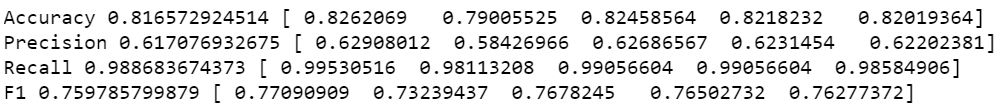 Accuracy 0.816572924514 [ 0.8262069 0.79005525 0.82458564 0.8218232 0.82019364]
Precision 0.617076932675 [ 0.62908012 0.58426966 0.62686567 0.6231454 0.62202381]
Recall 0.988683674373 [ 0.99530516 0.98113208 0.99056604 0.99056604 0.98584906]
F1 0.759785799879 [ 0.77090909 0.73239437 0.7678245 0.76502732 0.76277372]